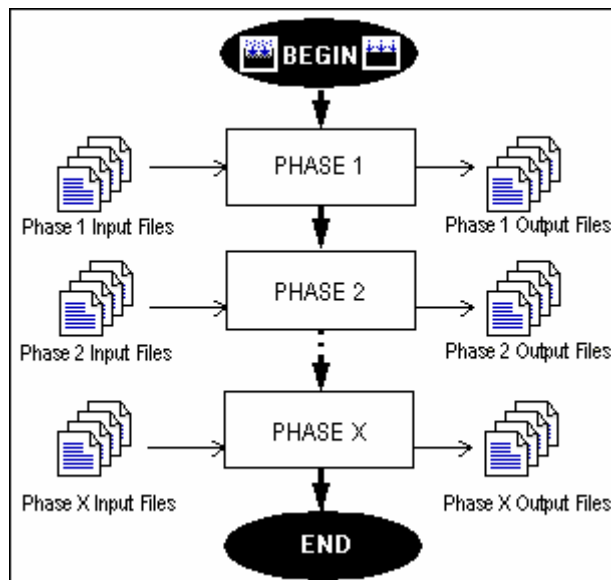 BEGIN
PHASE 1
Phase 1 Input Files
Phase 1 Output Files
PHASE 2
Phase 2 Input Files
Phase 2 Output Files
PHASE X
Phase X Input Files
Phase X Output Files
END